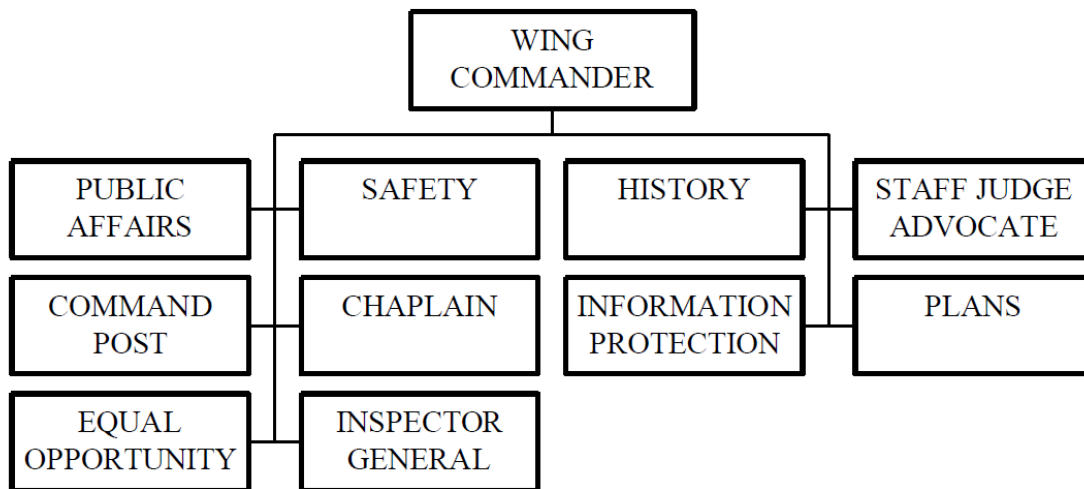 WING
COMMANDER
PUBLIC
AFFAIRS
SAFETY
HISTORY
STAFF JUDGE
ADVOCATE
COMMAND
POST
CHAPLAIN
INFORMATION
PROTECTION
PLANS
EQUAL
OPPORTUNITY
INSPECTOR
GENERAL